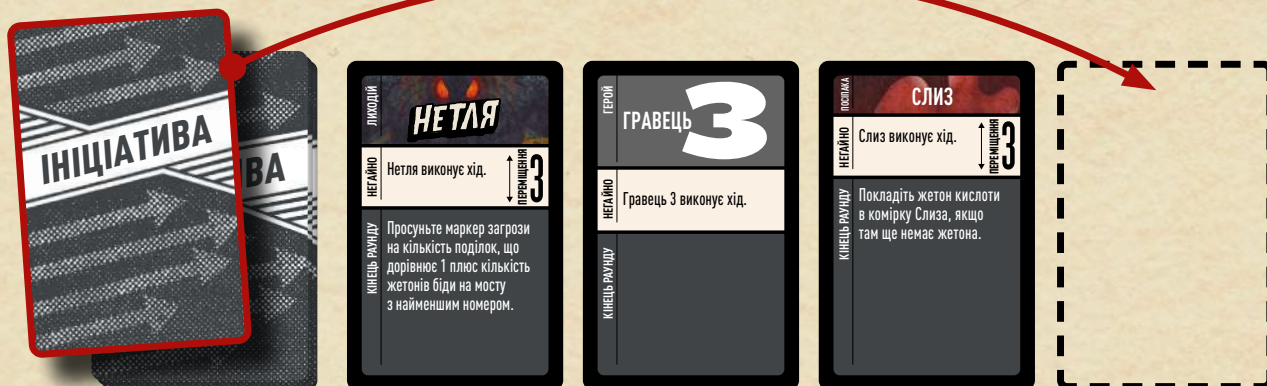 ІНІЦІАТИВА
ІВА
ЛИХОДІЙ
НЕТЛЯ
НЕГАЙНО
Нетля виконує хід.
ПЕРЕМІЩЕННЯ
3
КІНЕЦЬ РАУНДУ
Просуньте маркер загрози
на кількість поділок, що
дорівнює 1 плюс кількість
жетонів біди на мосту
з найменшим номером.
ГЕРОЙ
ГРАВЕЦЬ 3
НЕГАЙНО
Гравець 3 виконує хід.
КІНЕЦЬ РАУНДУ
ПОСІПАКА
СЛИЗ
НЕГАЙНО
Слиз виконує хід.
ПЕРЕМІЩЕННЯ
3
КІНЕЦЬ РАУНДУ
Покладіть жетон кислоти
в комірку Слиза, якщо
там ще немає жетона.